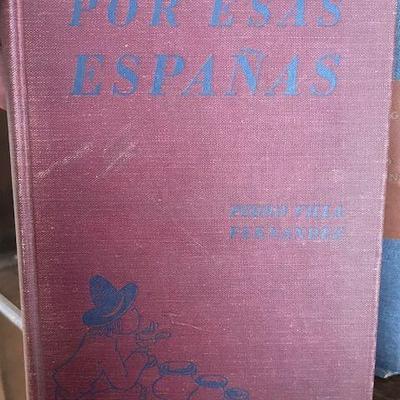 POR ESAS
ESPAÑAS
PEDRO VILLA
FERNANDEZ